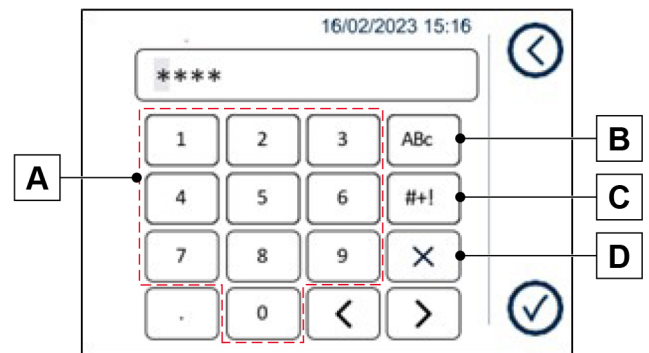 16/02/2023 15:16
****
1 2 3 ABc B
A
4 5 6 #+! C
7 8 9 X D
. 0 < >